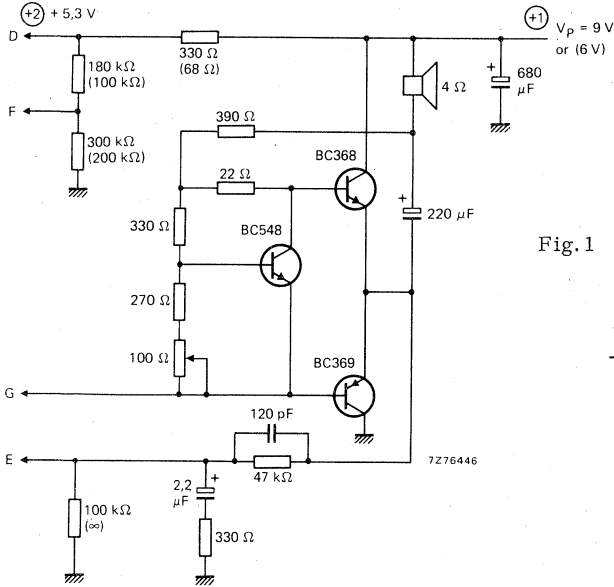 +2 + 5,3 V
+1
V_P = 9 V
or (6 V)
D
330 Ω
(68 Ω)
180 kΩ
(100 kΩ)
4 Ω
+
680
μF
F
390 Ω
300 kΩ
(200 kΩ)
22 Ω
BC368
+
220 μF
330 Ω
BC548
Fig. 1
270 Ω
100 Ω
BC369
G
120 pF
E
47 kΩ
7Z76446
2,2
μF
+
100 kΩ
(∞)
330 Ω